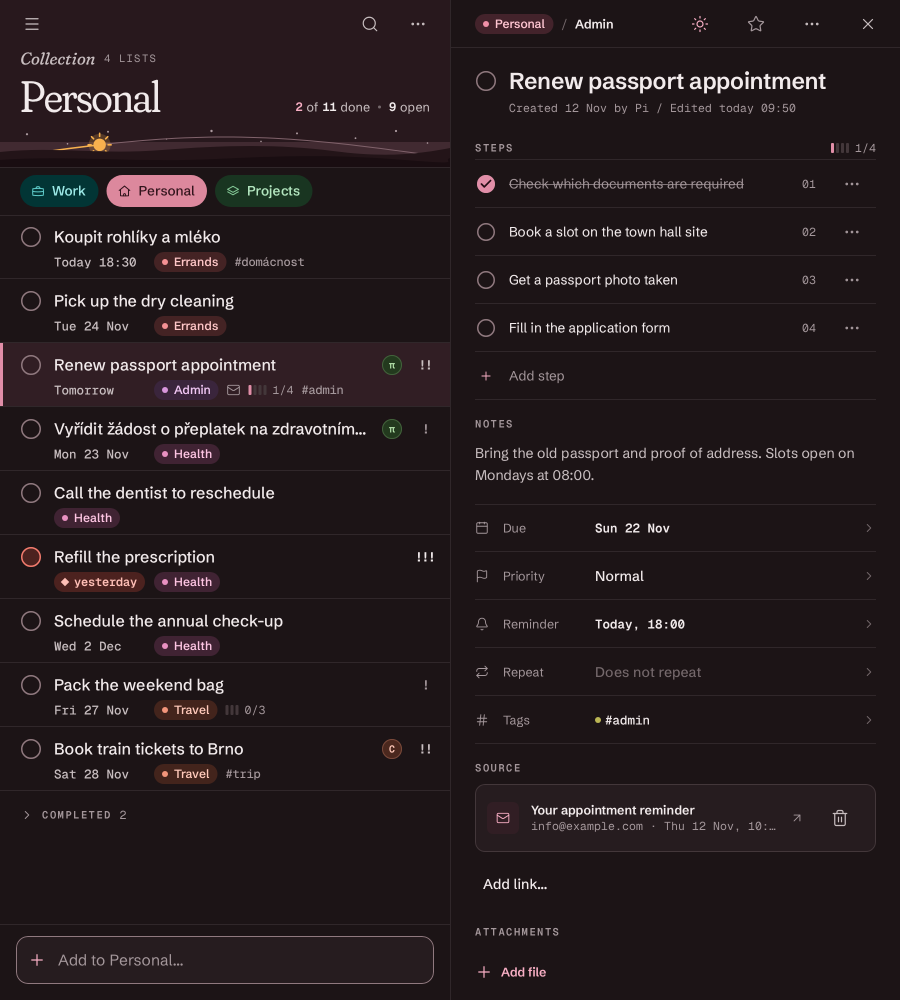 Collection 4 LISTS
Personal
2 of 11 done • 9 open
Work
Personal
Projects
Koupit rohlíky a mléko
Today 18:30 Errands #domácnost
Pick up the dry cleaning
Tue 24 Nov Errands
Renew passport appointment π !!
Tomorrow Admin 1/4 #admin
Vyřídit žádost o přeplatek na zdravotním… π !
Mon 23 Nov Health
Call the dentist to reschedule
Health
Refill the prescription !!!
yesterday Health
Schedule the annual check-up
Wed 2 Dec Health
Pack the weekend bag !
Fri 27 Nov Travel 0/3
Book train tickets to Brno C !!
Sat 28 Nov Travel #trip
COMPLETED 2
Add to Personal…
Personal / Admin
Renew passport appointment
Created 12 Nov by Pi / Edited today 09:50
STEPS 1/4
Check which documents are required 01
Book a slot on the town hall site 02
Get a passport photo taken 03
Fill in the application form 04
Add step
NOTES
Bring the old passport and proof of address. Slots open on
Mondays at 08:00.
Due Sun 22 Nov
Priority Normal
Reminder Today, 18:00
Repeat Does not repeat
Tags #admin
SOURCE
Your appointment reminder
info@example.com · Thu 12 Nov, 10:…
Add link…
ATTACHMENTS
Add file